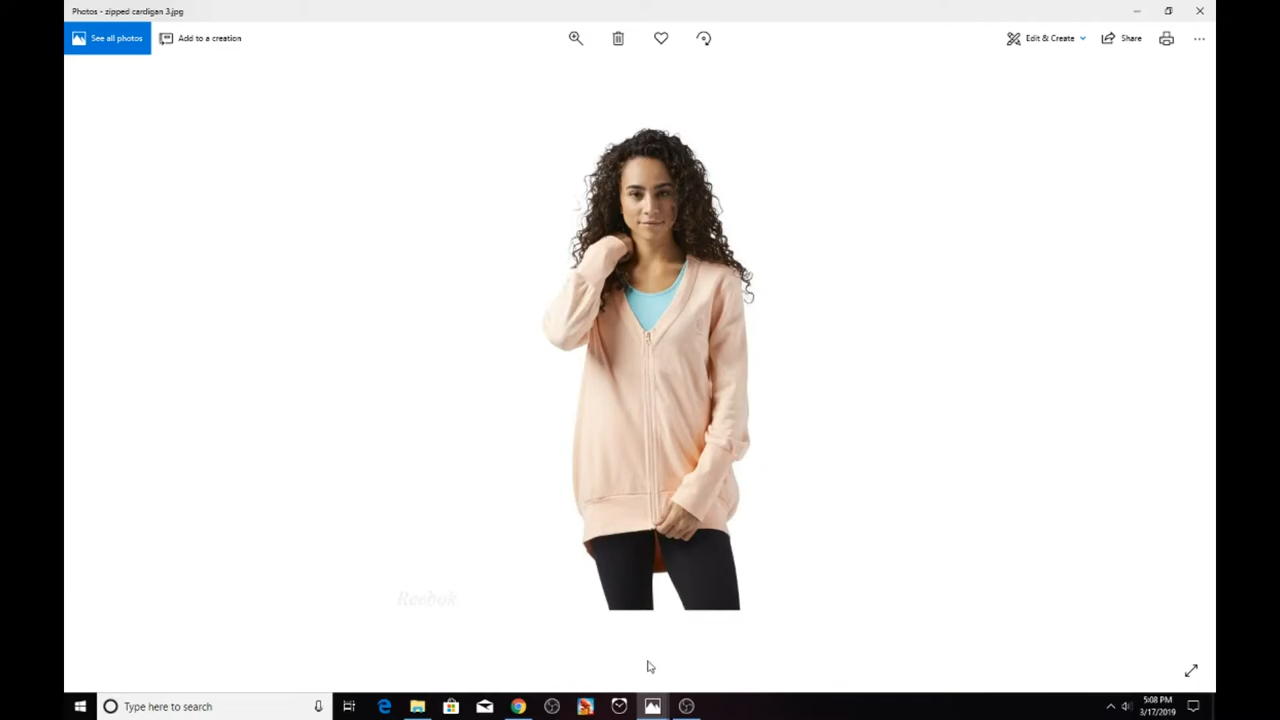 Photos - zipped cardigan 3.jpg
See all photos
Add to a creation
Edit & Create
Share
Reebok
Type here to search
5:08 PM
3/17/2019